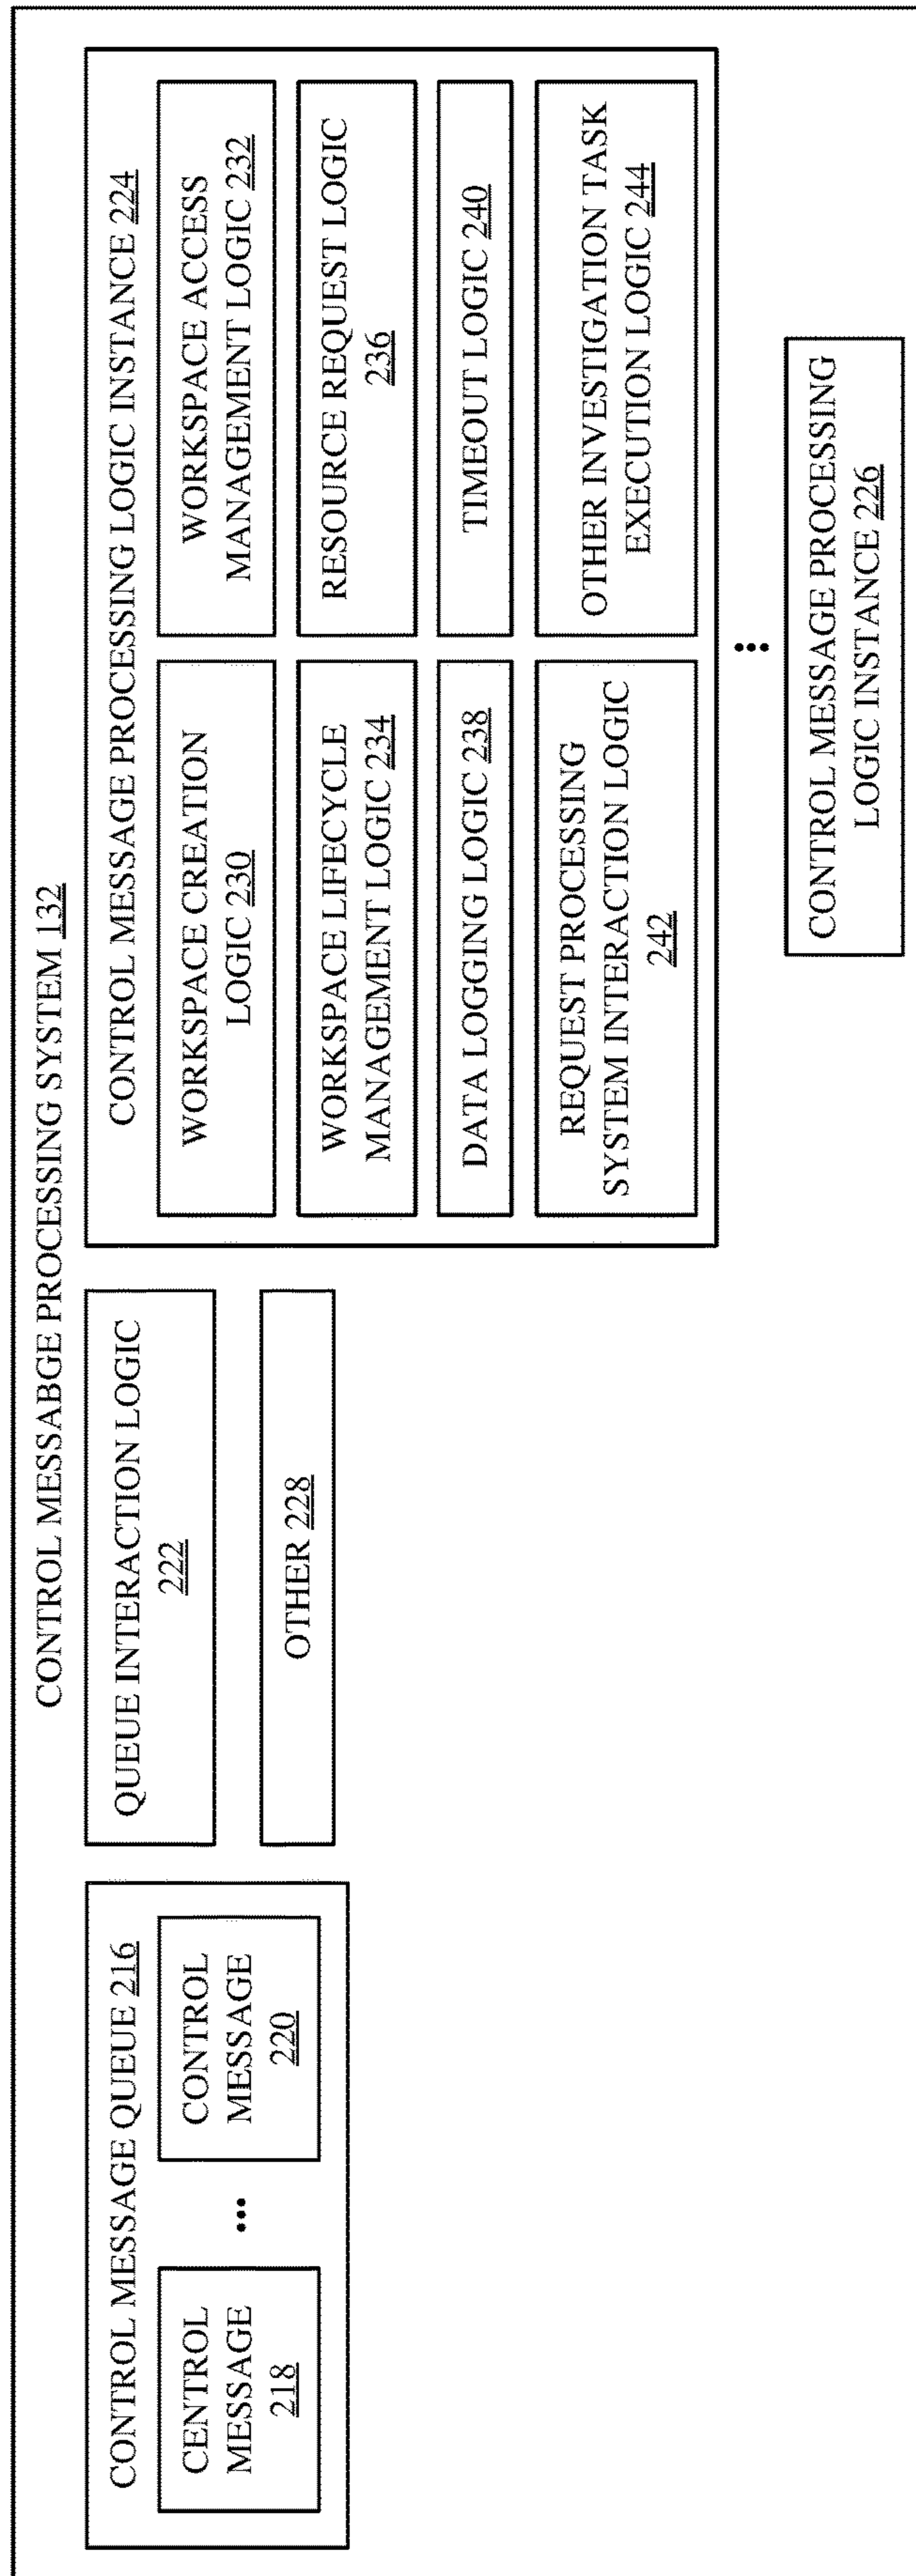 CONTROL MESSABGE PROCESSING SYSTEM 132
CONTROL MESSAGE QUEUE 216
CENTROL
MESSAGE
218
•••
CONTROL
MESSAGE
220
QUEUE INTERACTION LOGIC
222
OTHER 228
CONTROL MESSAGE PROCESSING LOGIC INSTANCE 224
WORKSPACE CREATION
LOGIC 230
WORKSPACE ACCESS
MANAGEMENT LOGIC 232
WORKSPACE LIFECYCLE
MANAGEMENT LOGIC 234
RESOURCE REQUEST LOGIC
236
DATA LOGGING LOGIC 238
TIMEOUT LOGIC 240
REQUEST PROCESSING
SYSTEM INTERACTION LOGIC
242
OTHER INVESTIGATION TASK
EXECUTION LOGIC 244
•••
CONTROL MESSAGE PROCESSING
LOGIC INSTANCE 226